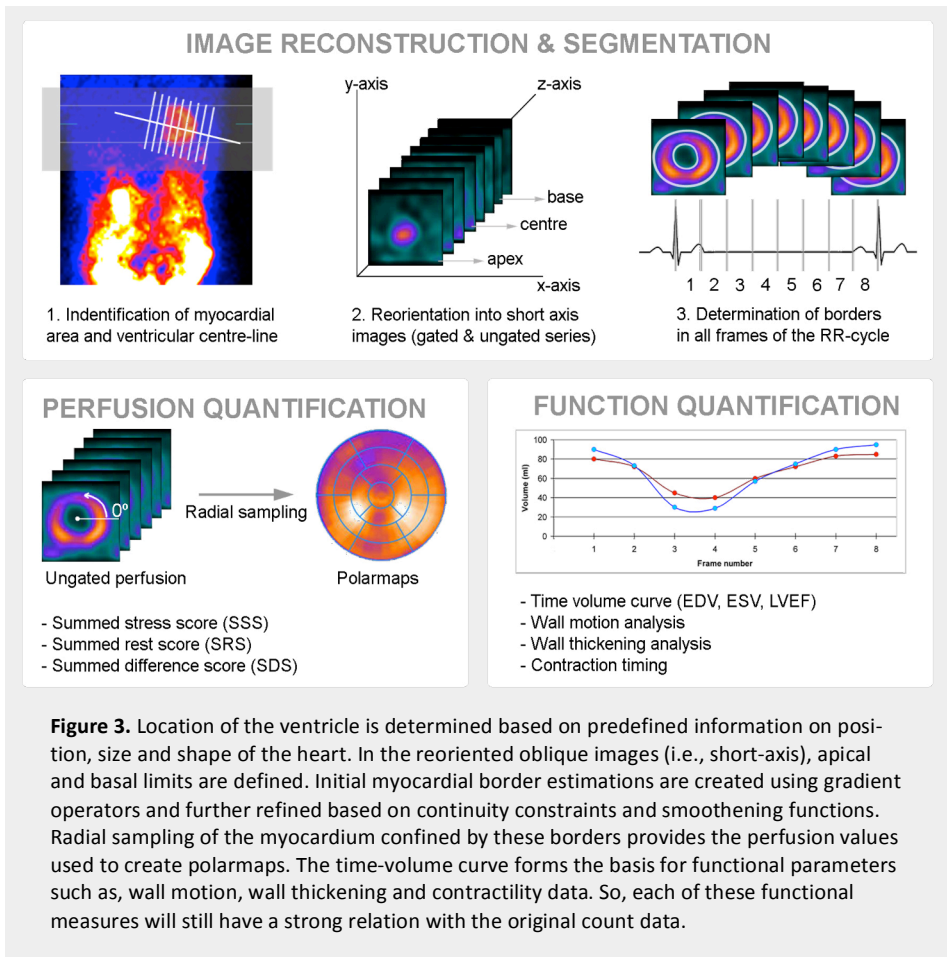 IMAGE RECONSTRUCTION & SEGMENTATION
y-axis
z-axis
base
centre
apex
x-axis
1 2 3 4 5 6 7 8
1. Indentification of myocardial
area and ventricular centre-line
2. Reorientation into short axis
images (gated & ungated series)
3. Determination of borders
in all frames of the RR-cycle
PERFUSION QUANTIFICATION
0º
Radial sampling
Ungated perfusion
Polarmaps
- Summed stress score (SSS)
- Summed rest score (SRS)
- Summed difference score (SDS)
FUNCTION QUANTIFICATION
Volume (ml)
100
80
60
40
20
0
1 2 3 4 5 6 7 8
Frame number
- Time volume curve (EDV, ESV, LVEF)
- Wall motion analysis
- Wall thickening analysis
- Contraction timing
Figure 3. Location of the ventricle is determined based on predefined information on posi-
tion, size and shape of the heart. In the reoriented oblique images (i.e., short-axis), apical
and basal limits are defined. Initial myocardial border estimations are created using gradient
operators and further refined based on continuity constraints and smoothening functions.
Radial sampling of the myocardium confined by these borders provides the perfusion values
used to create polarmaps. The time-volume curve forms the basis for functional parameters
such as, wall motion, wall thickening and contractility data. So, each of these functional
measures will still have a strong relation with the original count data.